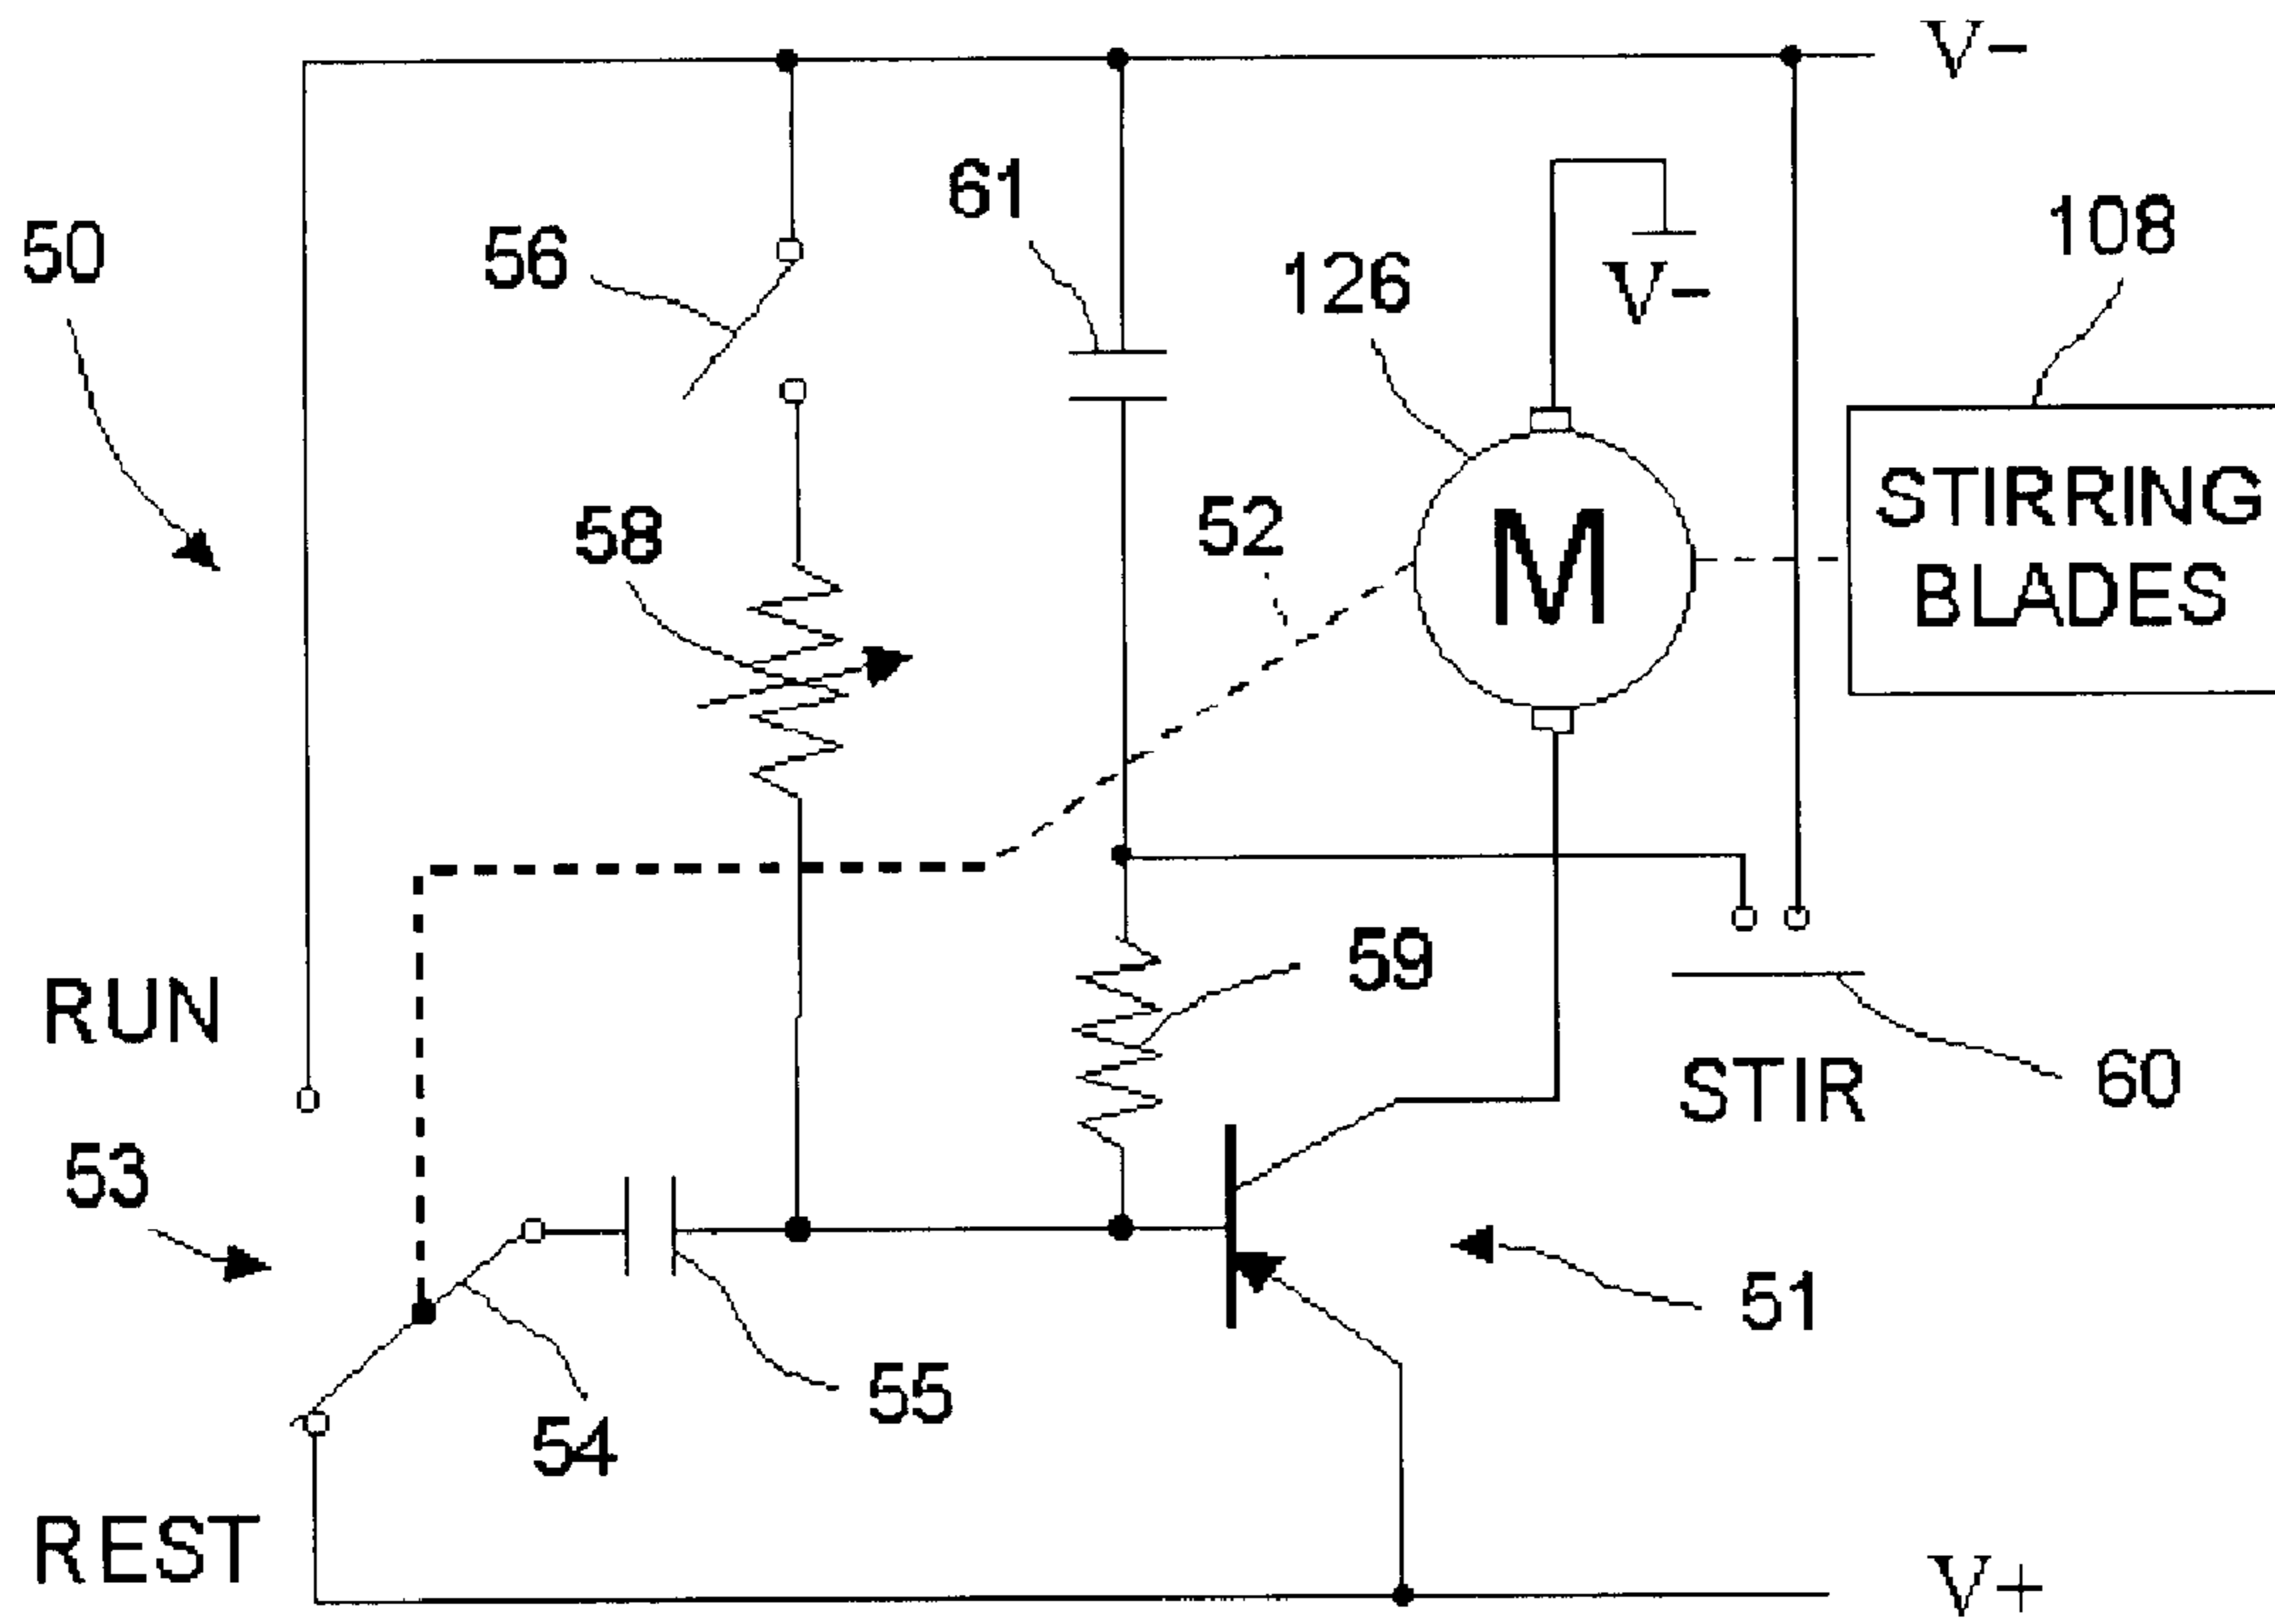 V-
50
56
61
126
V-
108
58
52
M
STIRRING
BLADES
RUN
59
53
STIR
60
54
55
51
REST
V+